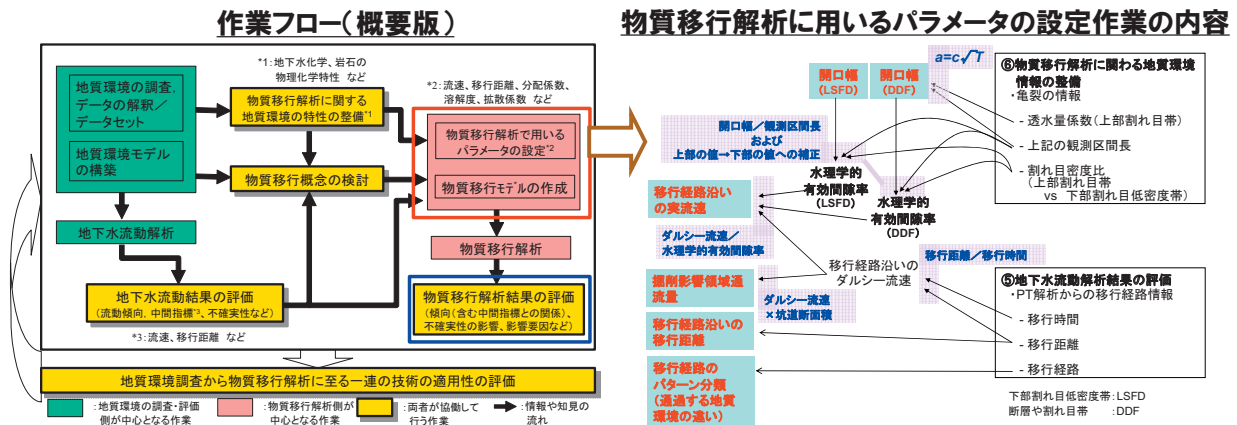 作業フロー(概要版)
*1:地下水化学、岩石の
物理化学特性 など
*2:流速、移行距離、分配係数、
溶解度、拡散係数 など
地質環境の調査,
データの解釈/
データセット
地質環境モデル
の構築
物質移行解析に関する
地質環境の特性の整備*1
物質移行概念の検討
物質移行解析で用いる
パラメータの設定*2
物質移行モデルの作成
地下水流動解析
物質移行解析
地下水流動結果の評価
(流動傾向, 中間指標*3、不確実性など)
物質移行解析結果の評価
(傾向(含む中間指標との関係)、
不確実性の影響、影響要因など)
*3:流速、移行距離 など
地質環境調査から物質移行解析に至る一連の技術の適用性の評価
:地質環境の調査・評価
側が中心となる作業
:物質移行解析側が
中心となる作業
:両者が協働して
行う作業
:情報や知見の
流れ
物質移行解析に用いるパラメータの設定作業の内容
a=c√T
開口幅
(LSFD)
開口幅
(DDF)
⑥物質移行解析に関わる地質環境
情報の整備
・亀裂の情報
- 透水量係数(上部割れ目帯)
- 上記の観測区間長
- 割れ目密度比
(上部割れ目帯
vs 下部割れ目低密度帯)
開口幅/観測区間長
および
上部の値→下部の値への補正
水理学的
有効間隙率
(LSFD)
水理学的
有効間隙率
(DDF)
移行経路沿い
の実流速
ダルシー流速/
水理学的有効間隙率
移行経路沿いの
ダルシー流速
移行距離/移行時間
掘削影響領域通
流量
ダルシー流速
×坑道断面積
移行経路沿いの
移行距離
移行経路の
パターン分類
(通過する地質
環境の違い)
⑤地下水流動解析結果の評価
・PT解析からの移行経路情報
- 移行時間
- 移行距離
- 移行経路
下部割れ目低密度帯:LSFD
断層や割れ目帯 :DDF